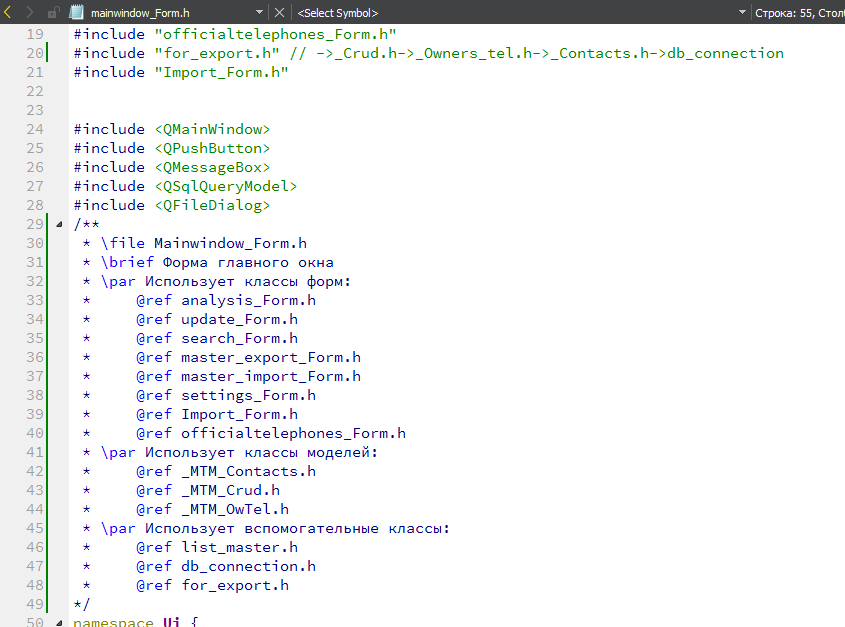 mainwindow_Form.h <Select Symbol> Строка: 55,
19 #include "officialtelephones_Form.h"
20 #include "for_export.h" // ->_Crud.h->_Owners_tel.h->_Contacts.h->db_connection
21 #include "Import_Form.h"
22
23
24 #include <QMainWindow>
25 #include <QPushButton>
26 #include <QMessageBox>
27 #include <QSqlQueryModel>
28 #include <QFileDialog>
29 /**
30 * \file Mainwindow_Form.h
31 * \brief Форма главного окна
32 * \par Использует классы форм:
33 * @ref analysis_Form.h
34 * @ref update_Form.h
35 * @ref search_Form.h
36 * @ref master_export_Form.h
37 * @ref master_import_Form.h
38 * @ref settings_Form.h
39 * @ref Import_Form.h
40 * @ref officialtelephones_Form.h
41 * \par Использует классы моделей:
42 * @ref _MTM_Contacts.h
43 * @ref _MTM_Crud.h
44 * @ref _MTM_OwTel.h
45 * \par Использует вспомогательные классы:
46 * @ref list_master.h
47 * @ref db_connection.h
48 * @ref for_export.h
49 */
50 namespace Ui {